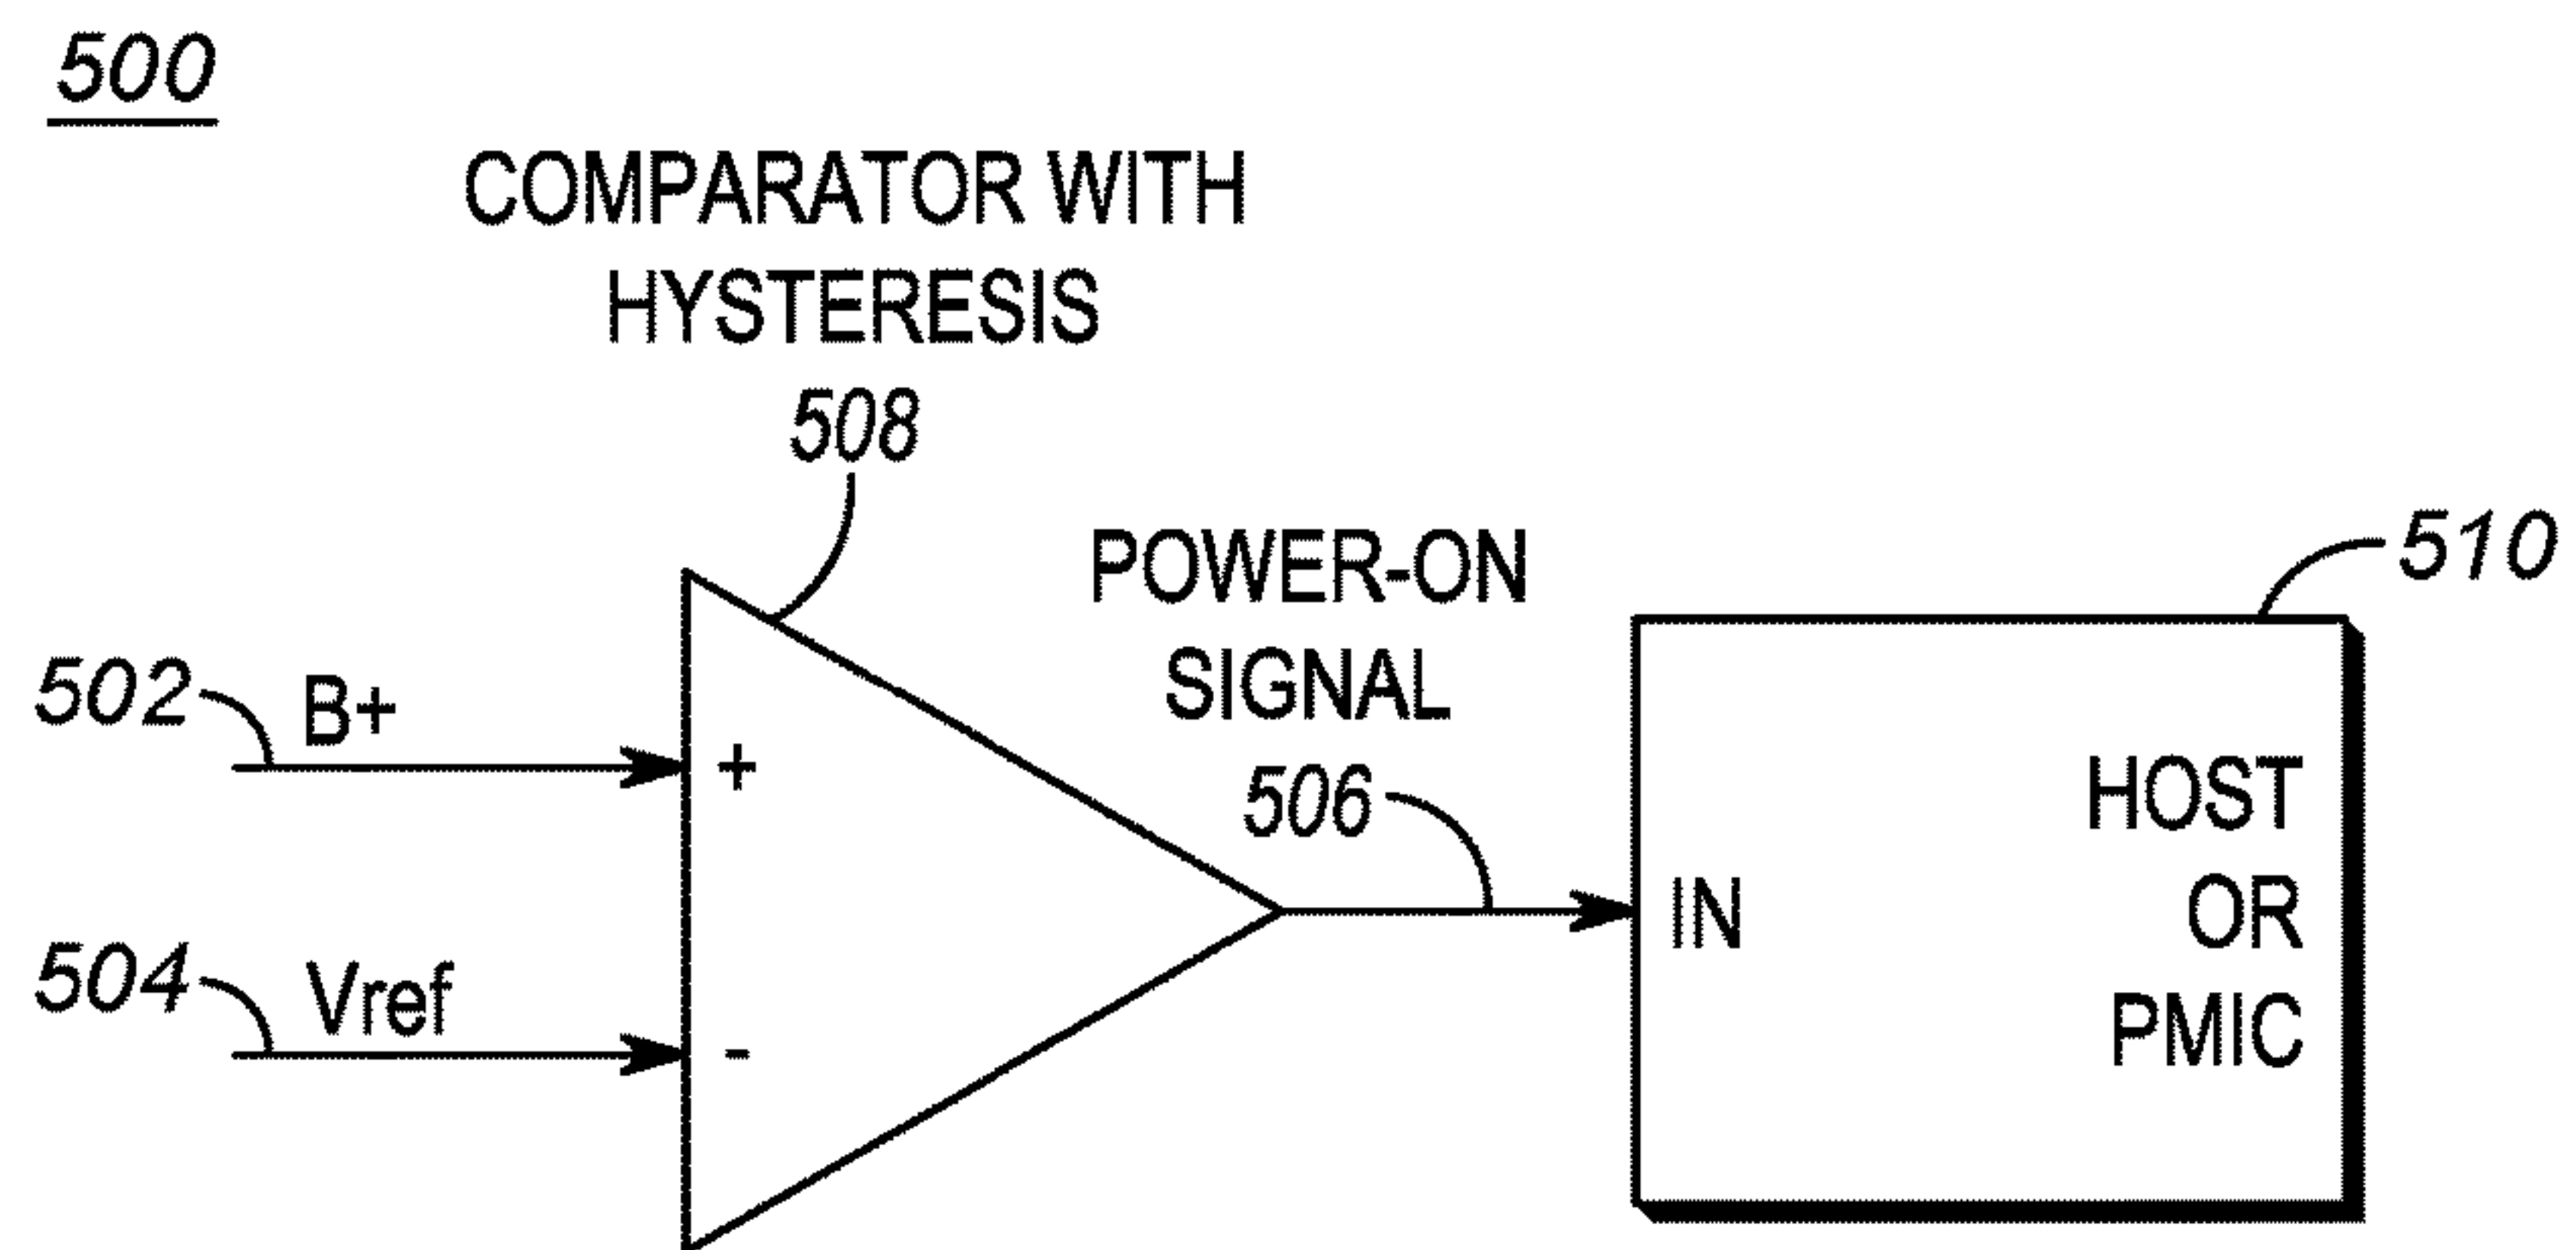 500
COMPARATOR WITH
HYSTERESIS
508
POWER-ON
SIGNAL
506
510
502
B+
504
Vref
+
-
IN
HOST
OR
PMIC